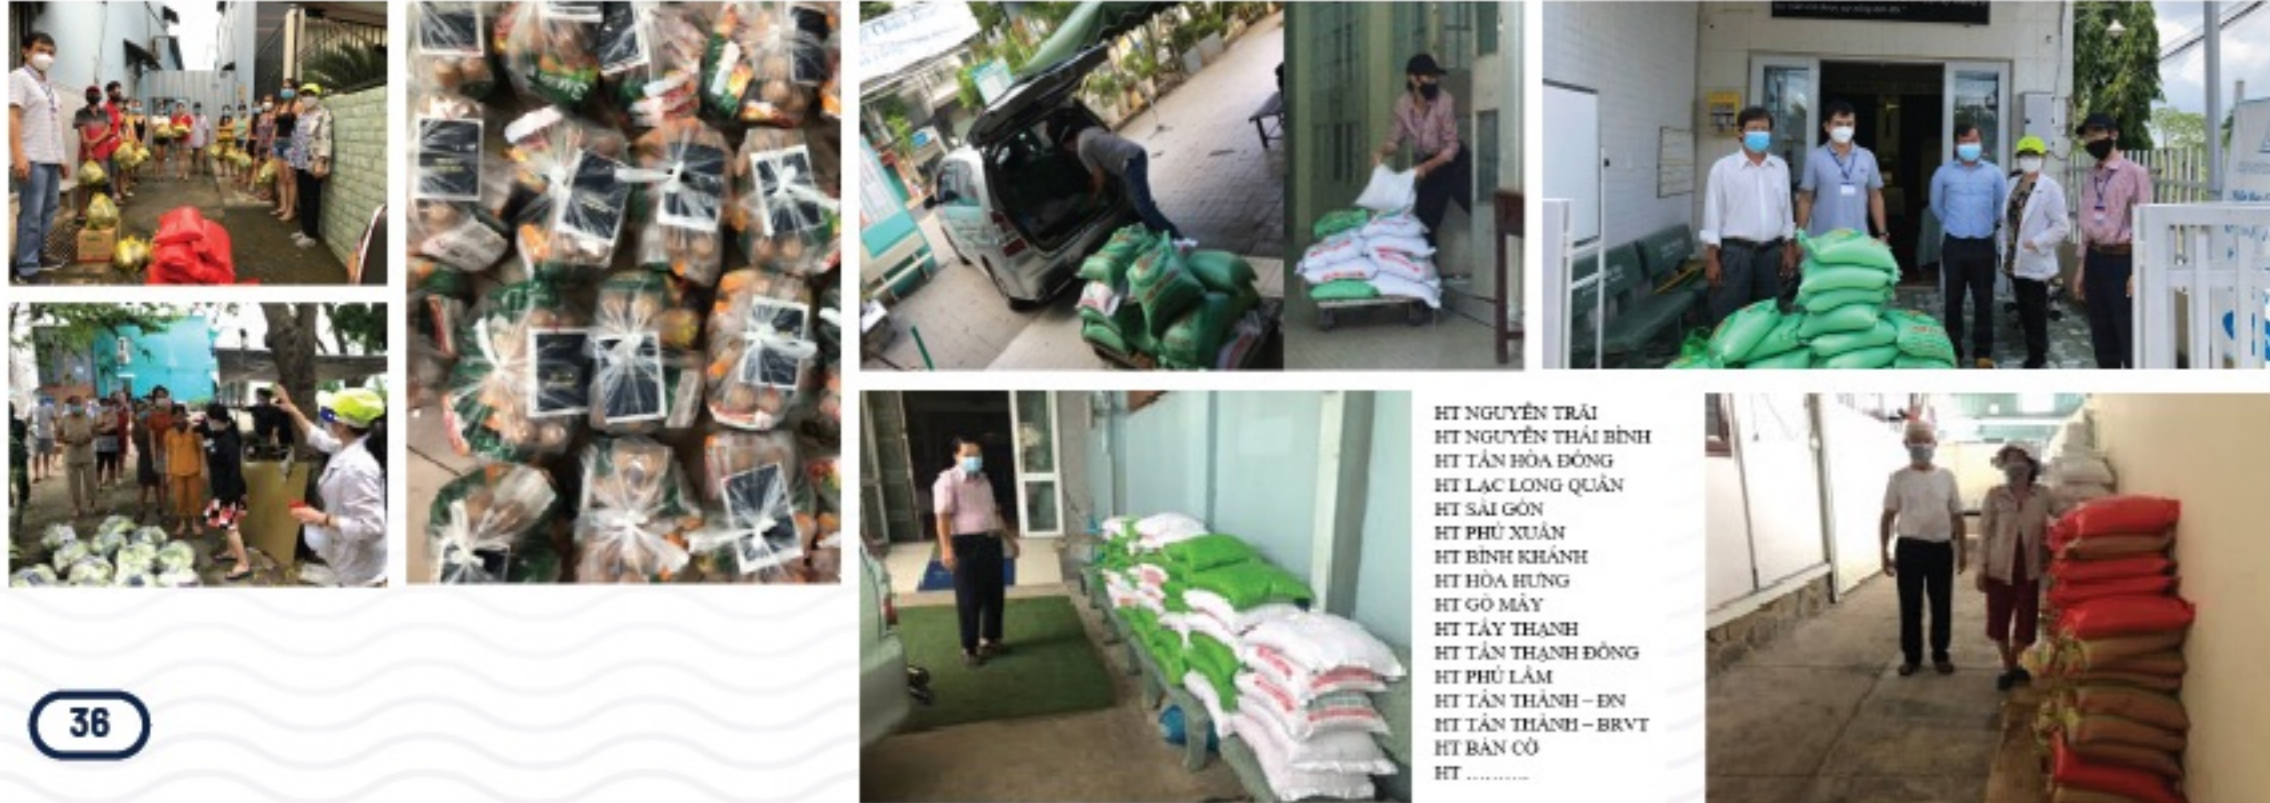 HT NGUYỄN TRÃI
HT NGUYỄN THÁI BÌNH
HT TÂN HÒA ĐÔNG
HT LẠC LONG QUÂN
HT SÀI GÒN
HT PHÚ XUÂN
HT BÌNH KHÁNH
HT HÒA HƯNG
HT GÒ MÂY
HT TÂY THẠNH
HT TÂN THẠNH ĐÔNG
HT PHÚ LÂM
HT TÂN THÀNH – ĐN
HT TÂN THÀNH – BRVT
HT BÀN CỜ
HT ...........
36